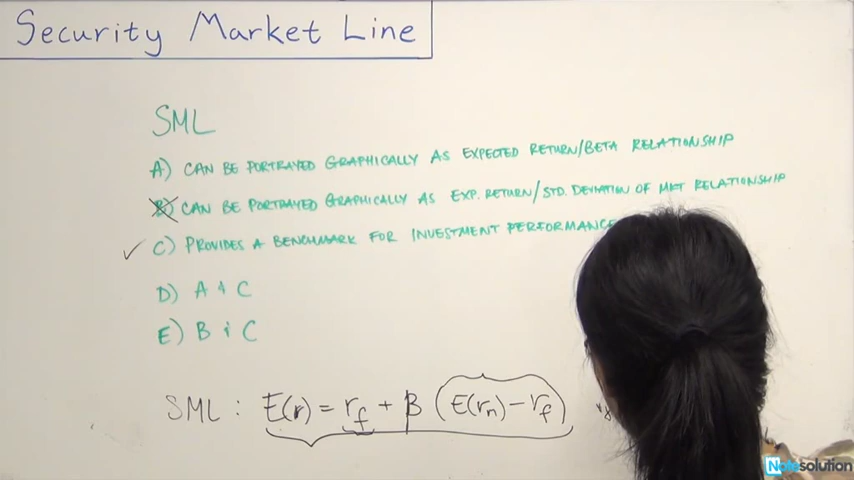 Security Market Line
SML
A) CAN BE PORTRAYED GRAPHICALLY AS EXPECTED RETURN/BETA RELATIONSHIP
B) CAN BE PORTRAYED GRAPHICALLY AS EXP. RETURN/STD. DEVIATION OF MKT RELATIONSHIP
✓ C) PROVIDES A BENCHMARK FOR INVESTMENT PERFORMANCE
D) A & C
E) B & C
SML : E(r) = rf + β (E(rm) − rf)
Notesolution